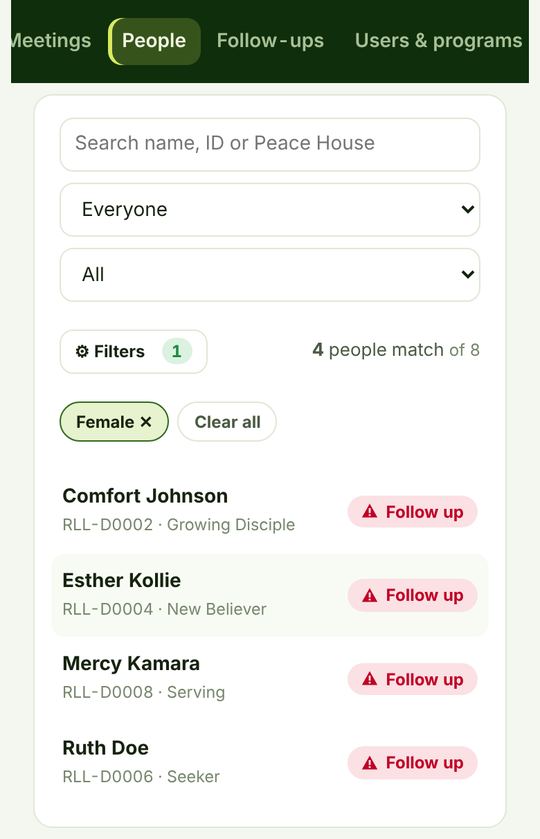 Meetings People Follow-ups Users & programs
Search name, ID or Peace House
Everyone
All
⚙ Filters 1 4 people match of 8
Female ✕ Clear all
Comfort Johnson
RLL-D0002 · Growing Disciple
Follow up
Esther Kollie
RLL-D0004 · New Believer
Follow up
Mercy Kamara
RLL-D0008 · Serving
Follow up
Ruth Doe
RLL-D0006 · Seeker
Follow up